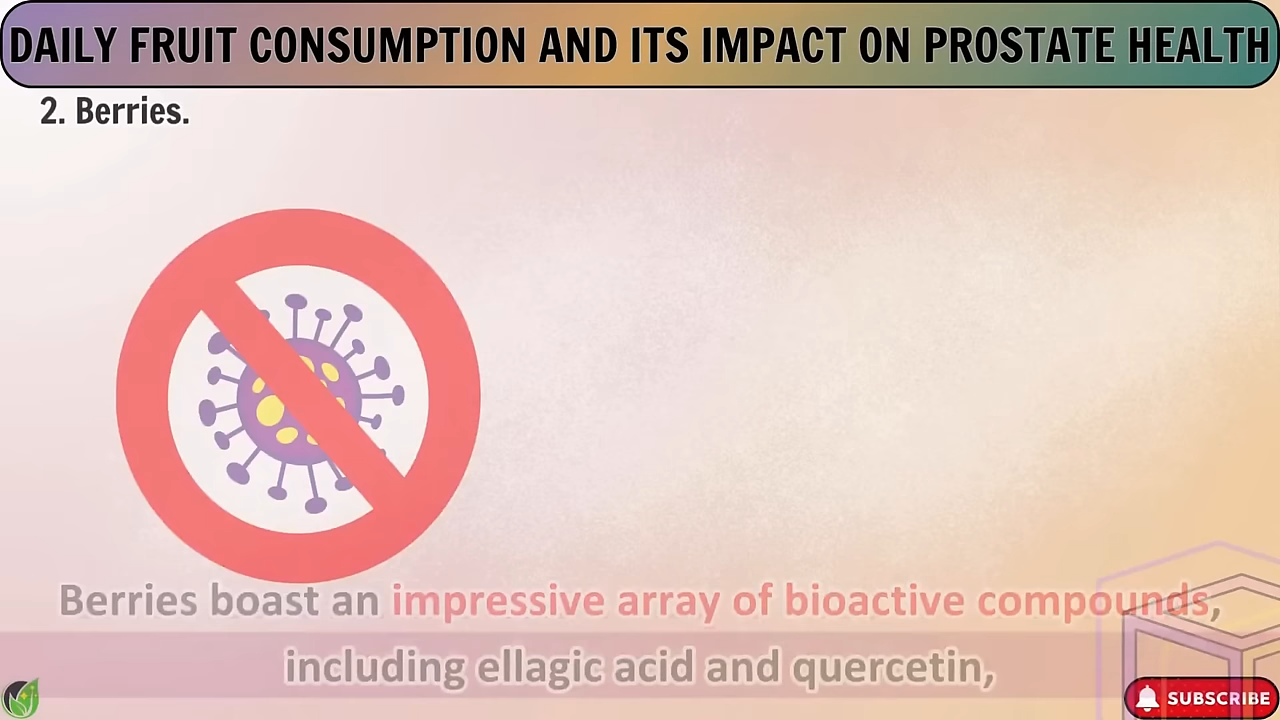 DAILY FRUIT CONSUMPTION AND ITS IMPACT ON PROSTATE HEALTH
2. Berries.
Berries boast an impressive array of bioactive compounds,
including ellagic acid and quercetin,
SUBSCRIBE